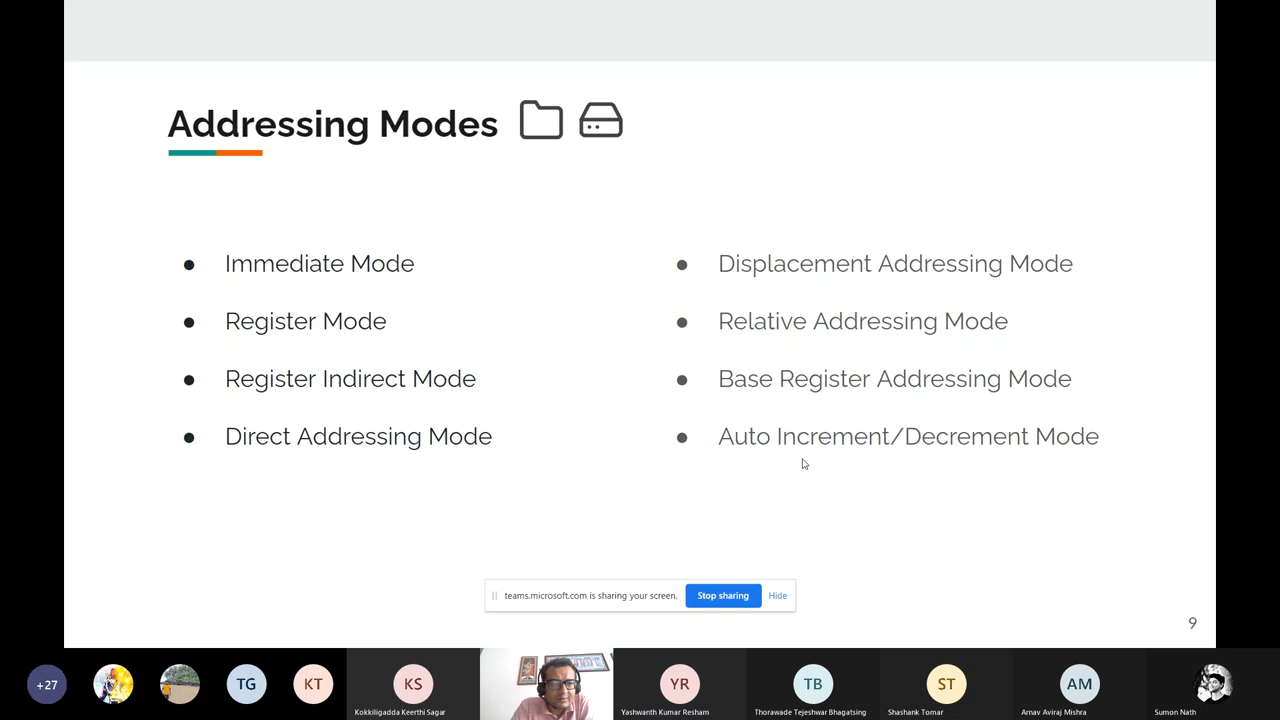 Addressing Modes
Immediate Mode
Register Mode
Register Indirect Mode
Direct Addressing Mode
Displacement Addressing Mode
Relative Addressing Mode
Base Register Addressing Mode
Auto Increment/Decrement Mode
teams.microsoft.com is sharing your screen. Stop sharing Hide
9
+27 TG KT KS YR TB ST AM
Kokkiligadda Keerthi Sagar Yashwanth Kumar Resham Thorawade Tejeshwar Bhagatsing Shashank Tomar Arnav Aviraj Mishra Sumon Nath